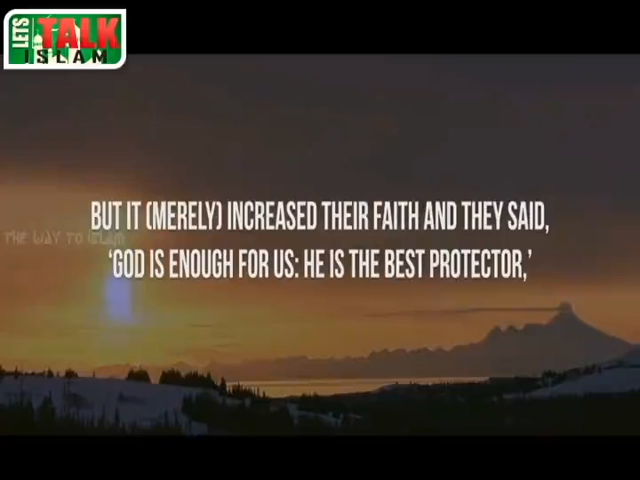 LETS
TALK
ISLAM
BUT IT (MERELY) INCREASED THEIR FAITH AND THEY SAID,
THE WAY TO ISLAM
‘GOD IS ENOUGH FOR US: HE IS THE BEST PROTECTOR,’